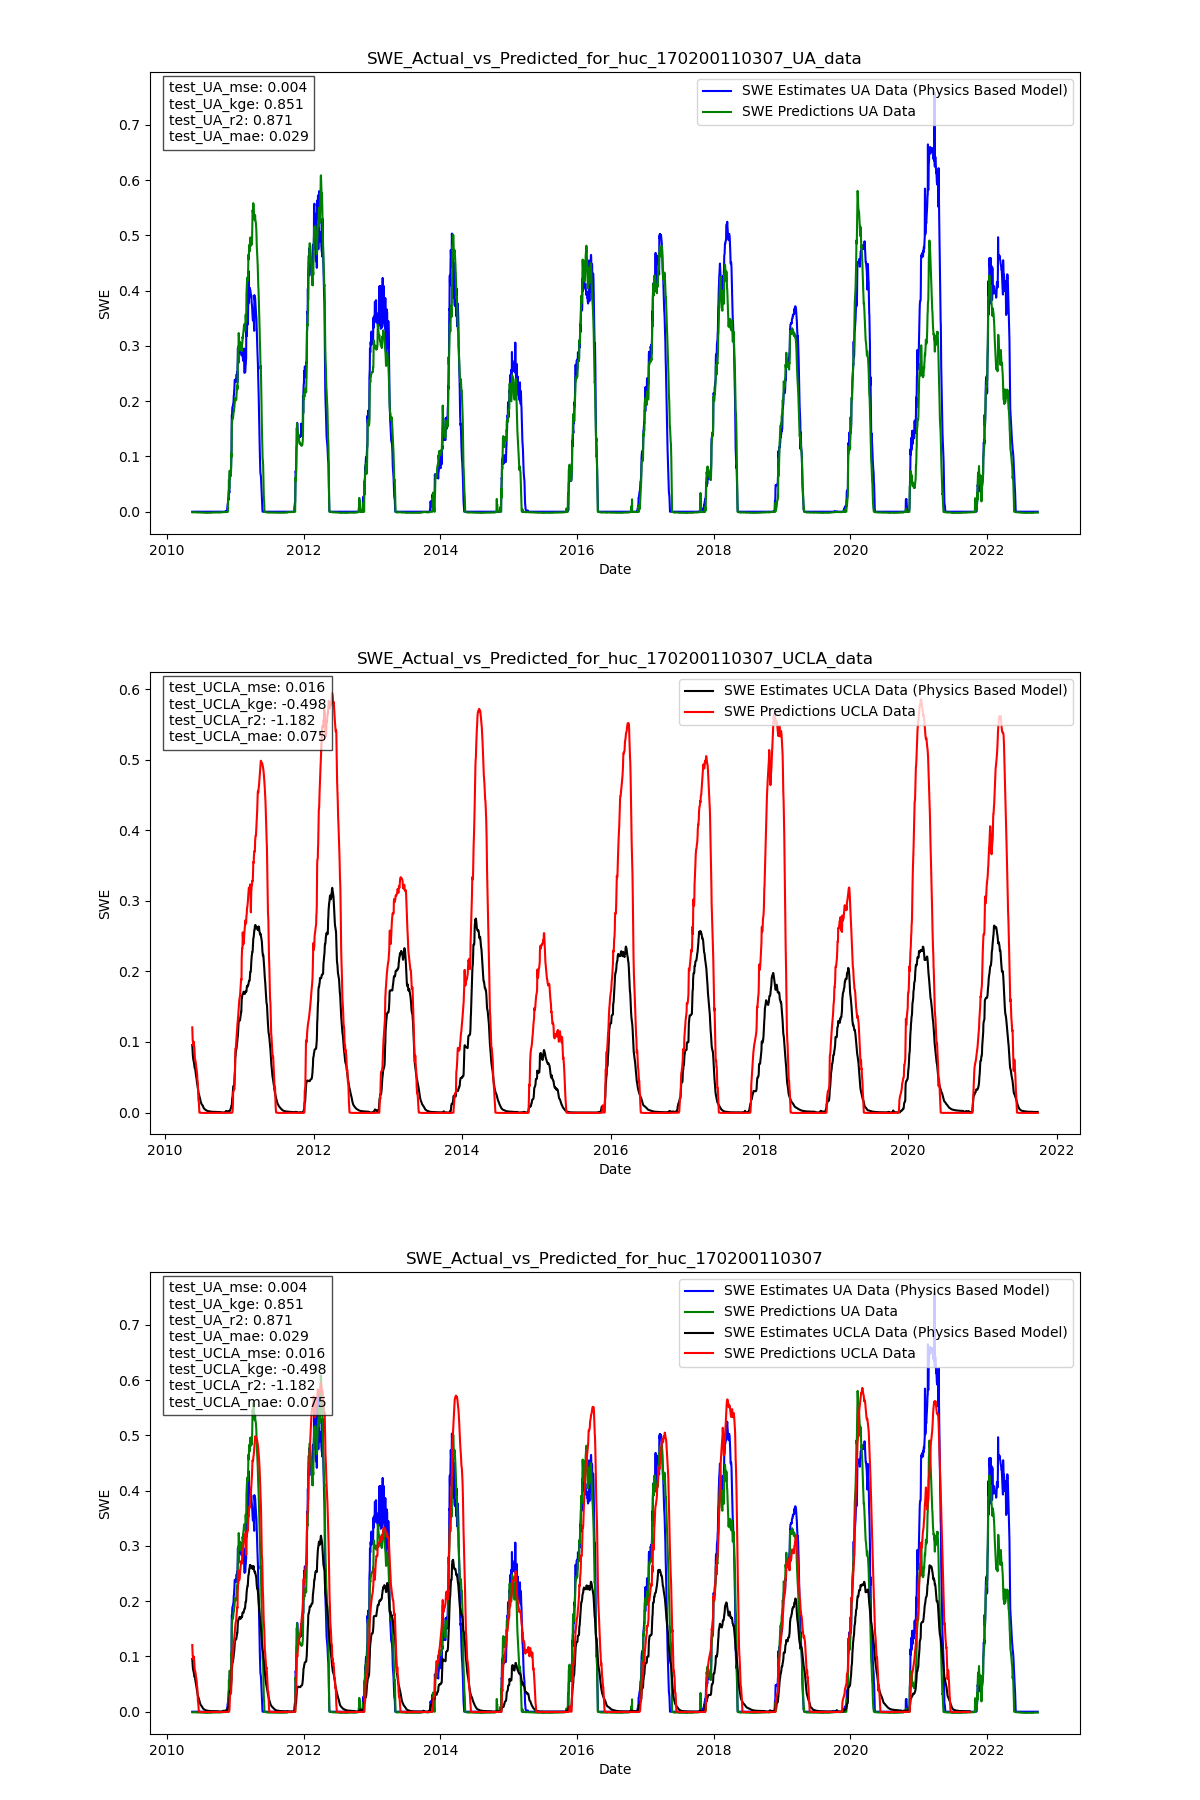 SWE_Actual_vs_Predicted_for_huc_170200110307_UA_data
test_UA_mse: 0.004
test_UA_kge: 0.851
test_UA_r2: 0.871
test_UA_mae: 0.029
SWE Estimates UA Data (Physics Based Model)
SWE Predictions UA Data
0.7
0.6
0.5
0.4
0.3
0.2
0.1
0.0
SWE
2010 2012 2014 2016 2018 2020 2022
Date
SWE_Actual_vs_Predicted_for_huc_170200110307_UCLA_data
test_UCLA_mse: 0.016
test_UCLA_kge: -0.498
test_UCLA_r2: -1.182
test_UCLA_mae: 0.075
SWE Estimates UCLA Data (Physics Based Model)
SWE Predictions UCLA Data
0.6
0.5
0.4
0.3
0.2
0.1
0.0
SWE
2010 2012 2014 2016 2018 2020 2022
Date
SWE_Actual_vs_Predicted_for_huc_170200110307
test_UA_mse: 0.004
test_UA_kge: 0.851
test_UA_r2: 0.871
test_UA_mae: 0.029
test_UCLA_mse: 0.016
test_UCLA_kge: -0.498
test_UCLA_r2: -1.182
test_UCLA_mae: 0.075
SWE Estimates UA Data (Physics Based Model)
SWE Predictions UA Data
SWE Estimates UCLA Data (Physics Based Model)
SWE Predictions UCLA Data
0.7
0.6
0.5
0.4
0.3
0.2
0.1
0.0
SWE
2010 2012 2014 2016 2018 2020 2022
Date